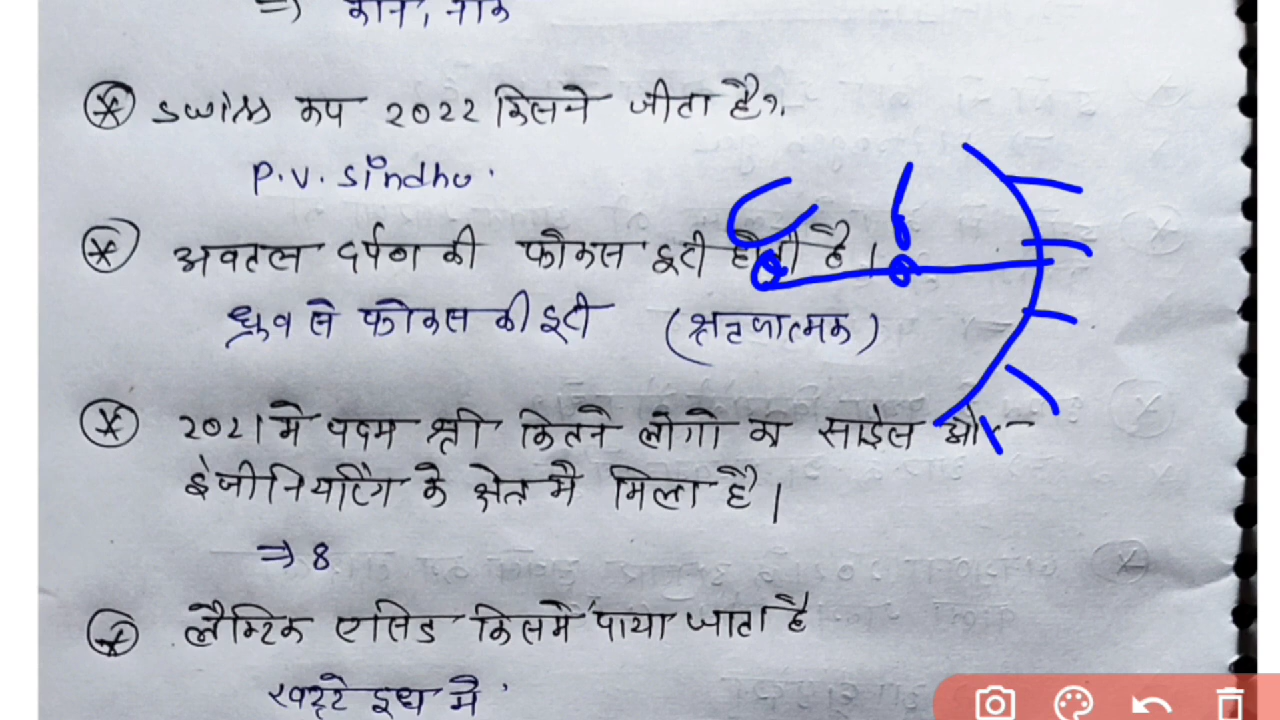 ⇒ कान, नाक
* swiss कप 2022 किसने जीता है?
P.V. Sindhu.
* अवतल दर्पण की फोकस दूरी होती है।
ध्रुव से फोकस की दूरी (ऋणात्मक)
* 2021 मे पदम श्री कितने लोगो को साइंस और
इंजीनियरिंग के क्षेत्र मे मिला है।
⇒ 8
* लैक्टिक एसिड किसमें पाया जाता है
खट्टे दूध मे